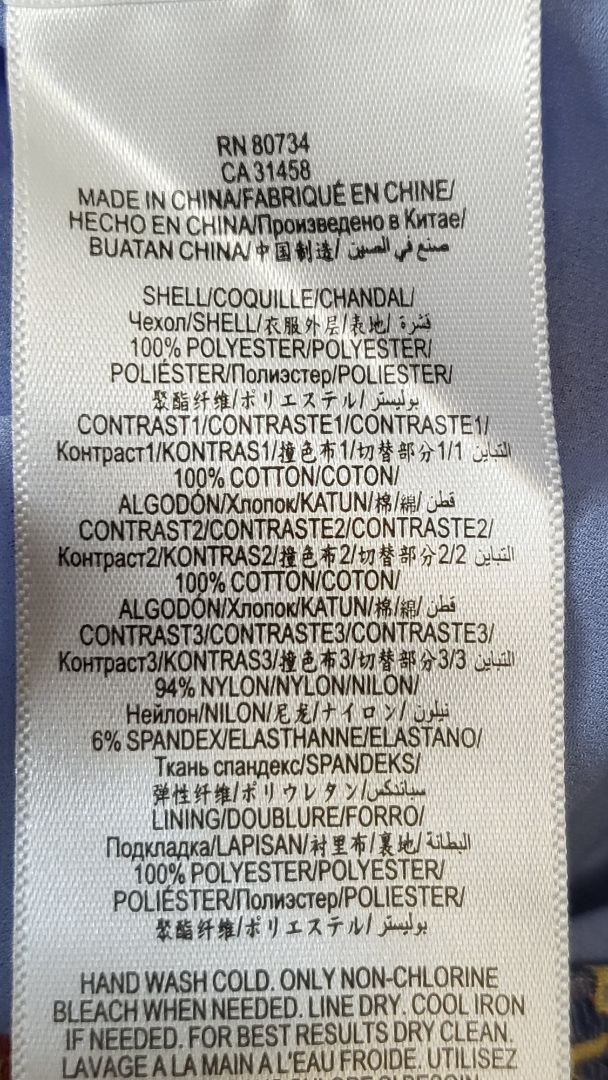 RN 80734
CA 31458
MADE IN CHINA/FABRIQUÉ EN CHINE/
HECHO EN CHINA/Произведено в Китае/
BUATAN CHINA/中国制造/ صنع في الصين
SHELL/COQUILLE/CHANDAL/
Чехол/SHELL/衣服外层/表地/ قشرة
100% POLYESTER/POLYESTER/
POLIÉSTER/Полиэстер/POLIESTER/
聚酯纤维/ポリエステル/ بوليستر
CONTRAST1/CONTRASTE1/CONTRASTE1/
Контраст1/KONTRAS1/撞色布1/切替部分1/1 التباين
100% COTTON/COTON/
ALGODÓN/Хлопок/KATUN/棉/綿/ قطن
CONTRAST2/CONTRASTE2/CONTRASTE2/
Контраст2/KONTRAS2/撞色布2/切替部分2/2 التباين
100% COTTON/COTON/
ALGODÓN/Хлопок/KATUN/棉/綿/ قطن
CONTRAST3/CONTRASTE3/CONTRASTE3/
Контраст3/KONTRAS3/撞色布3/切替部分3/3 التباين
94% NYLON/NYLON/NILON/
Нейлон/NILON/尼龙/ナイロン/ نيلون
6% SPANDEX/ELASTHANNE/ELASTANO/
Ткань спандекс/SPANDEKS/
弹性纤维/ポリウレタン/سباندكس
LINING/DOUBLURE/FORRO/
Подкладка/LAPISAN/衬里布/裏地/ البطانة
100% POLYESTER/POLYESTER/
POLIÉSTER/Полиэстер/POLIESTER/
聚酯纤维/ポリエステル/ بوليستر
HAND WASH COLD. ONLY NON-CHLORINE
BLEACH WHEN NEEDED. LINE DRY. COOL IRON
IF NEEDED. FOR BEST RESULTS DRY CLEAN.
LAVAGE A LA MAIN A L'EAU FROIDE. UTILISEZ